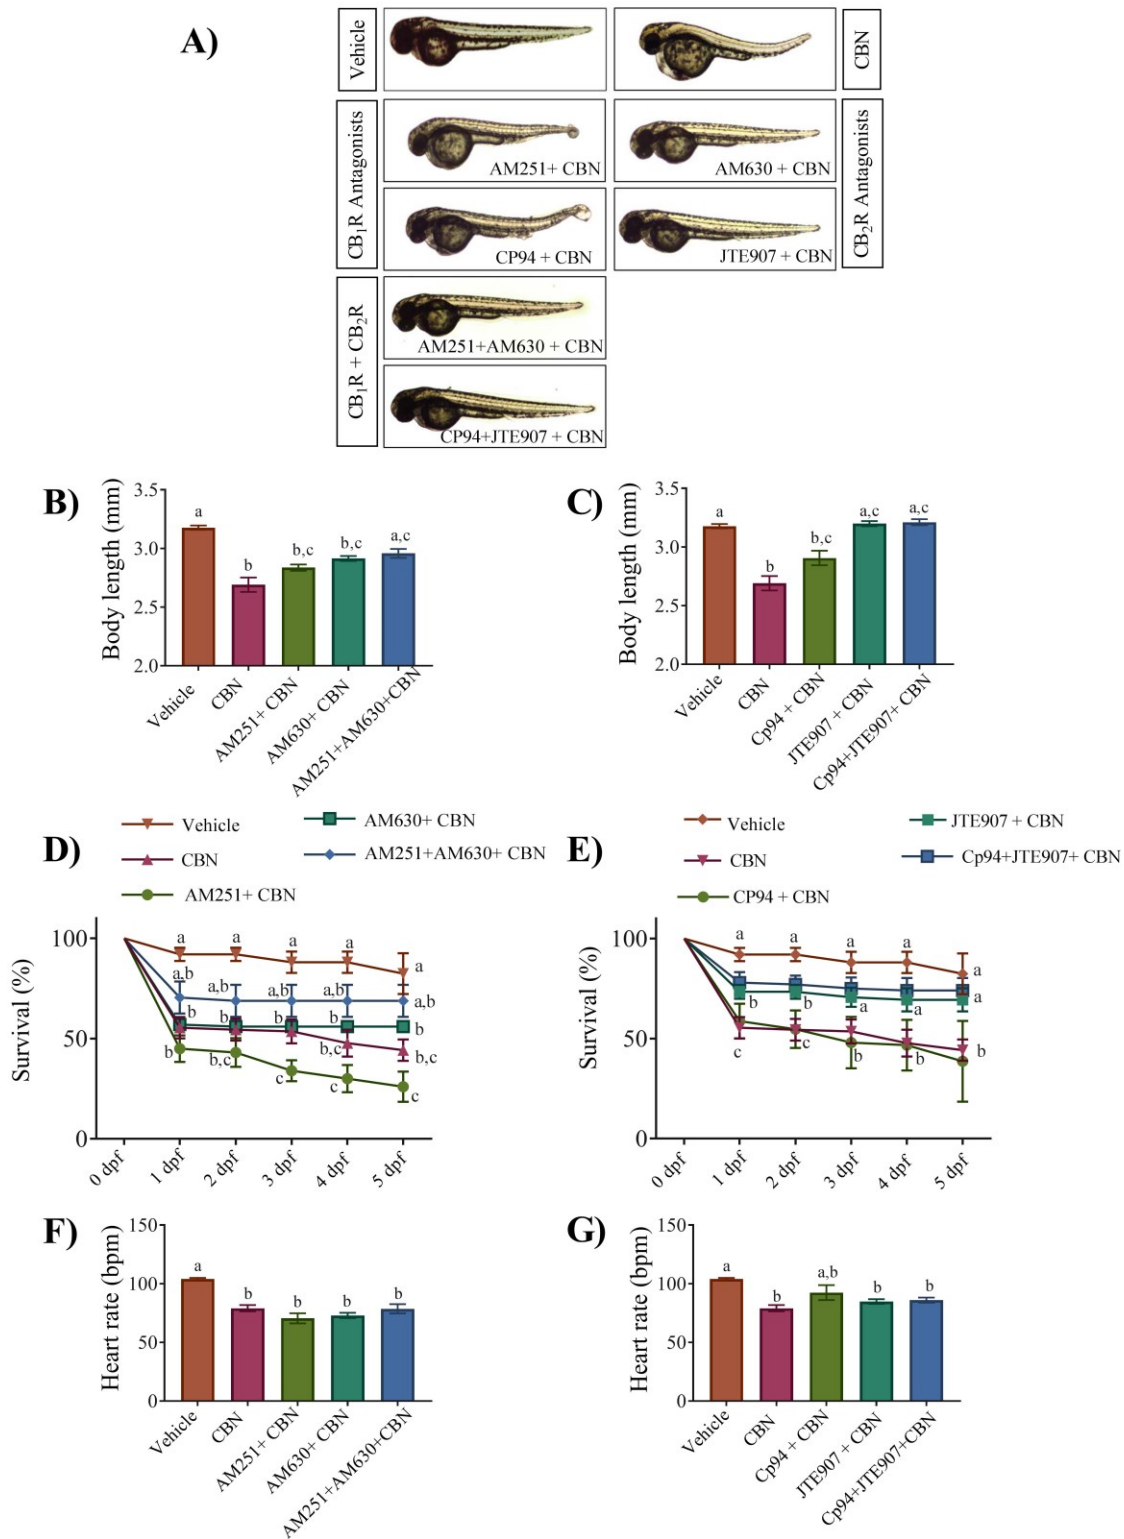 A)
Vehicle
CBN
CB₁R Antagonists
AM251+ CBN
AM630 + CBN
CB₂R Antagonists
CP94 + CBN
JTE907 + CBN
CB₁R + CB₂R
AM251+AM630 + CBN
CP94+JTE907 + CBN
B)
Body length (mm)
3.5
3.0
2.5
2.0
a
b
b,c
b,c
a,c
Vehicle
CBN
AM251+ CBN
AM630+ CBN
AM251+AM630+CBN
C)
Body length (mm)
3.5
3.0
2.5
2.0
a
b
b,c
a,c
a,c
Vehicle
CBN
Cp94 + CBN
JTE907 + CBN
Cp94+JTE907+ CBN
D)
Vehicle
CBN
AM251+ CBN
AM630+ CBN
AM251+AM630+ CBN
Survival (%)
100
50
0
a a a a a
a,b a,b a,b a,b a,b
b b b b b
b b,c c b,c b,c
c c
0 dpf
1 dpf
2 dpf
3 dpf
4 dpf
5 dpf
E)
Vehicle
CBN
CP94 + CBN
JTE907 + CBN
Cp94+JTE907+ CBN
Survival (%)
100
50
0
a a a a a
b b a a a
c c b b b
0 dpf
1 dpf
2 dpf
3 dpf
4 dpf
5 dpf
F)
Heart rate (bpm)
150
100
50
0
a
b
b
b
b
Vehicle
CBN
AM251+ CBN
AM630+ CBN
AM251+AM630+CBN
G)
Heart rate (bpm)
150
100
50
0
a
b
a,b
b
b
Vehicle
CBN
Cp94 + CBN
JTE907 + CBN
Cp94+JTE907+CBN